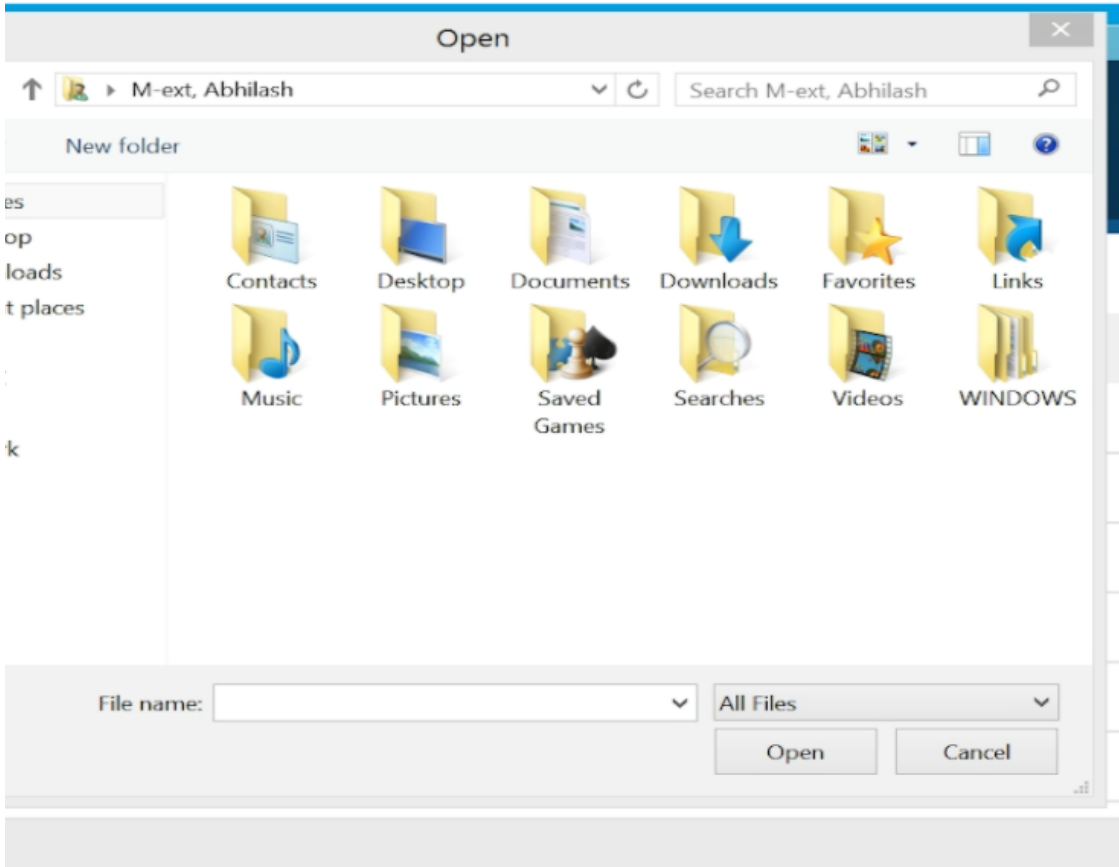 Open
M-ext, Abhilash
Search M-ext, Abhilash
New folder
es
op
loads
t places
rk
Contacts
Desktop
Documents
Downloads
Favorites
Links
Music
Pictures
Saved
Games
Searches
Videos
WINDOWS
File name:
All Files
Open
Cancel